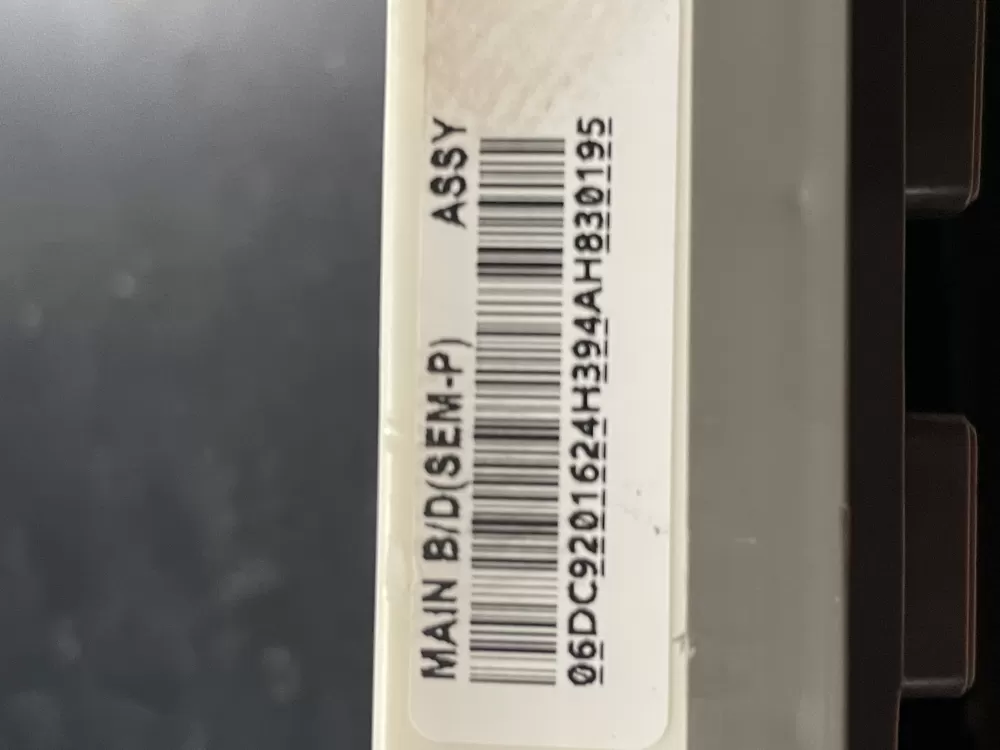 MAIN B/D(SEM-P) ASSY
06DC9201624H394AH830195